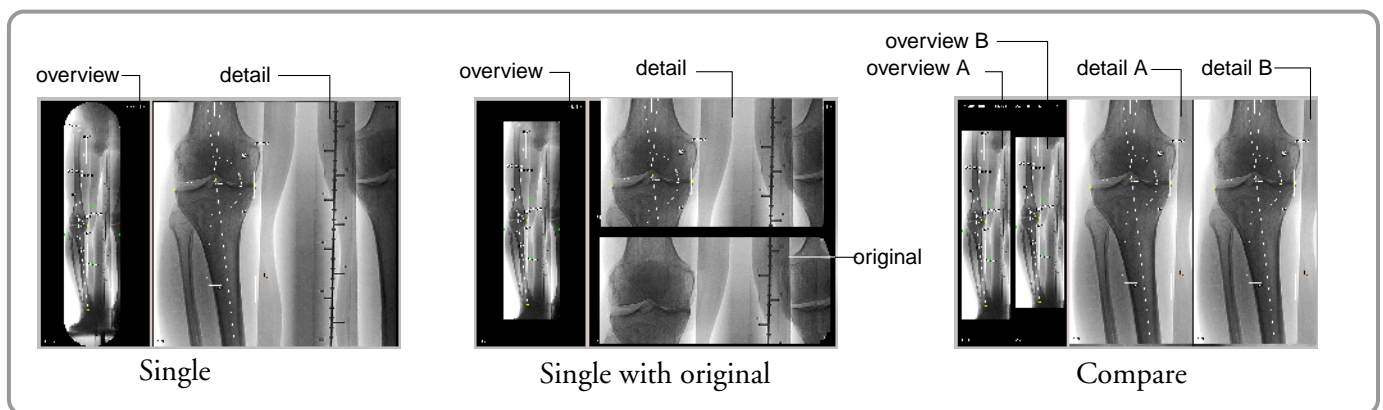 overview
detail
Single
overview
detail
original
Single with original
overview B
overview A
detail A
detail B
Compare